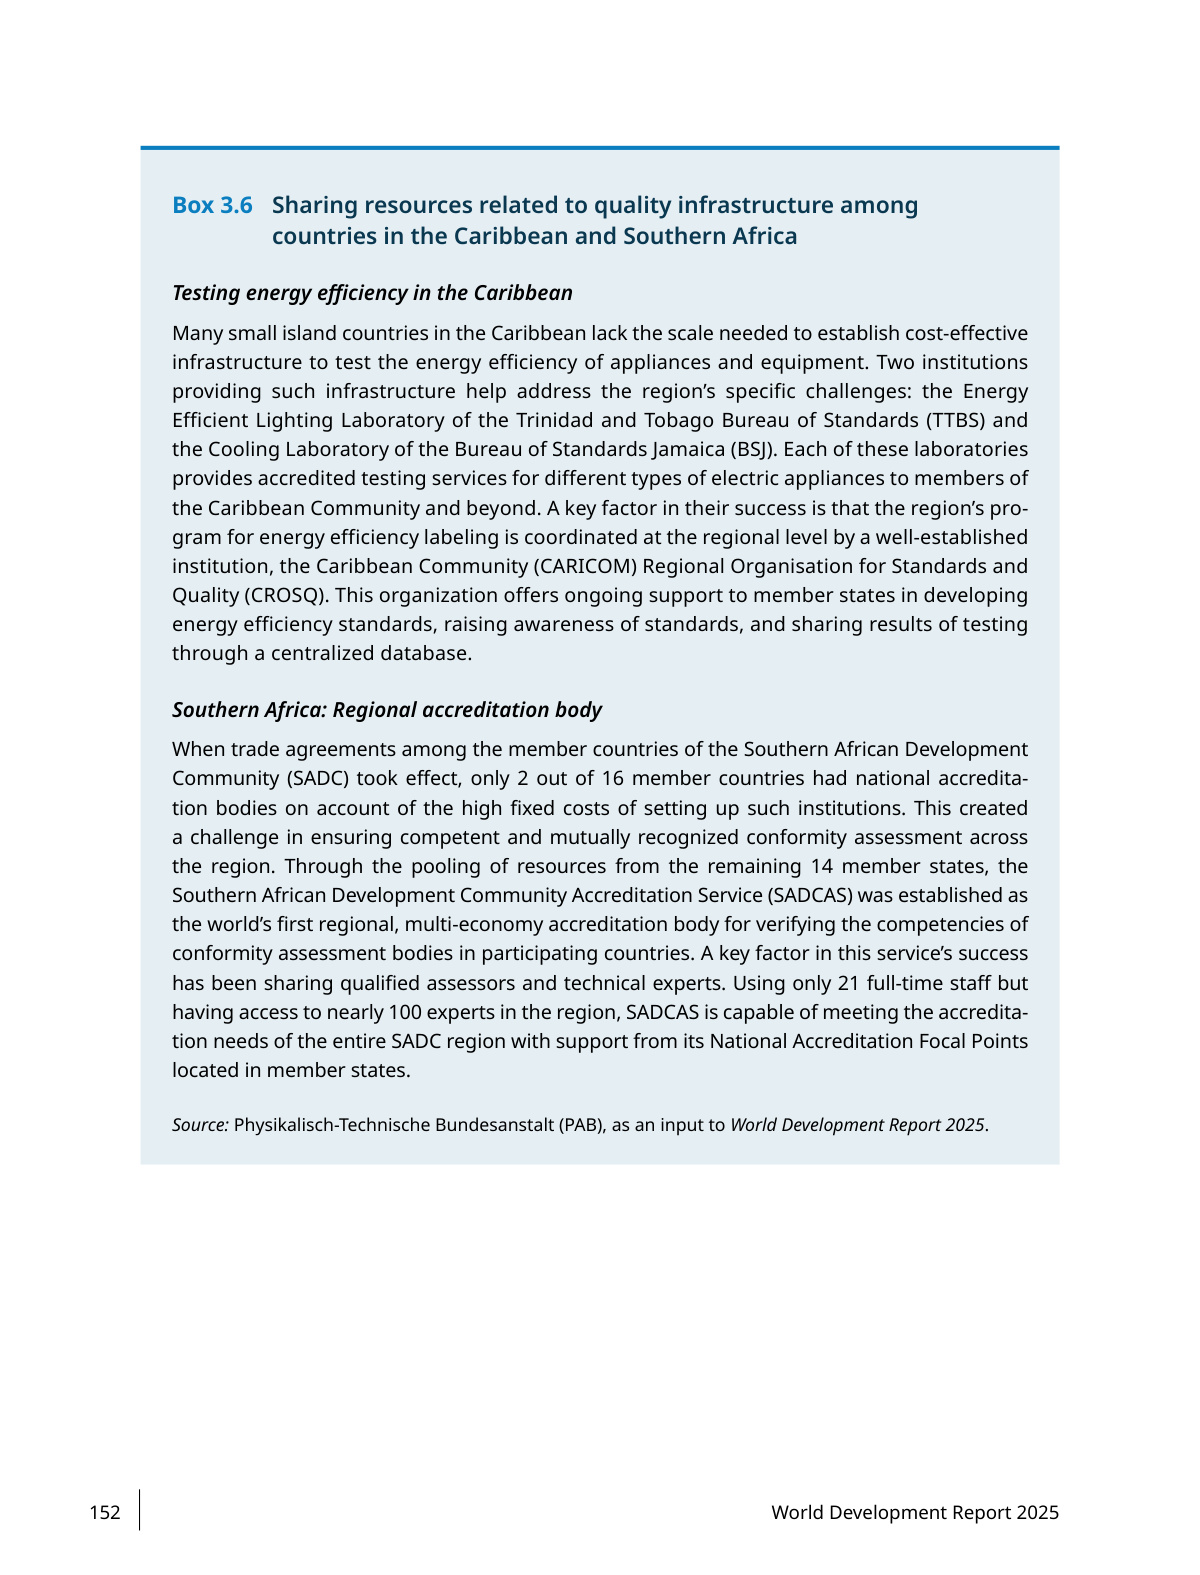 Box 3.6 Sharing resources related to quality infrastructure among
countries in the Caribbean and Southern Africa
Testing energy efficiency in the Caribbean
Many small island countries in the Caribbean lack the scale needed to establish cost-effective
infrastructure to test the energy efficiency of appliances and equipment. Two institutions
providing such infrastructure help address the region’s specific challenges: the Energy
Efficient Lighting Laboratory of the Trinidad and Tobago Bureau of Standards (TTBS) and
the Cooling Laboratory of the Bureau of Standards Jamaica (BSJ). Each of these laboratories
provides accredited testing services for different types of electric appliances to members of
the Caribbean Community and beyond. A key factor in their success is that the region’s pro-
gram for energy efficiency labeling is coordinated at the regional level by a well-established
institution, the Caribbean Community (CARICOM) Regional Organisation for Standards and
Quality (CROSQ). This organization offers ongoing support to member states in developing
energy efficiency standards, raising awareness of standards, and sharing results of testing
through a centralized database.
Southern Africa: Regional accreditation body
When trade agreements among the member countries of the Southern African Development
Community (SADC) took effect, only 2 out of 16 member countries had national accredita-
tion bodies on account of the high fixed costs of setting up such institutions. This created
a challenge in ensuring competent and mutually recognized conformity assessment across
the region. Through the pooling of resources from the remaining 14 member states, the
Southern African Development Community Accreditation Service (SADCAS) was established as
the world’s first regional, multi-economy accreditation body for verifying the competencies of
conformity assessment bodies in participating countries. A key factor in this service’s success
has been sharing qualified assessors and technical experts. Using only 21 full-time staff but
having access to nearly 100 experts in the region, SADCAS is capable of meeting the accredita-
tion needs of the entire SADC region with support from its National Accreditation Focal Points
located in member states.
Source: Physikalisch-Technische Bundesanstalt (PAB), as an input to World Development Report 2025.
152
World Development Report 2025